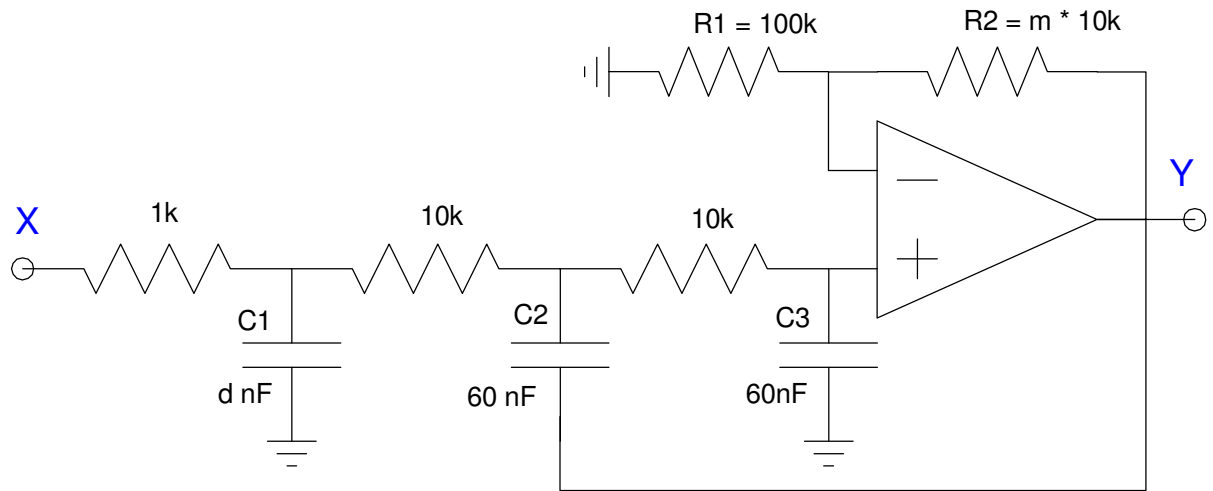 R1 = 100k
R2 = m * 10k
X
1k
10k
10k
Y
C1
d nF
C2
60 nF
C3
60nF